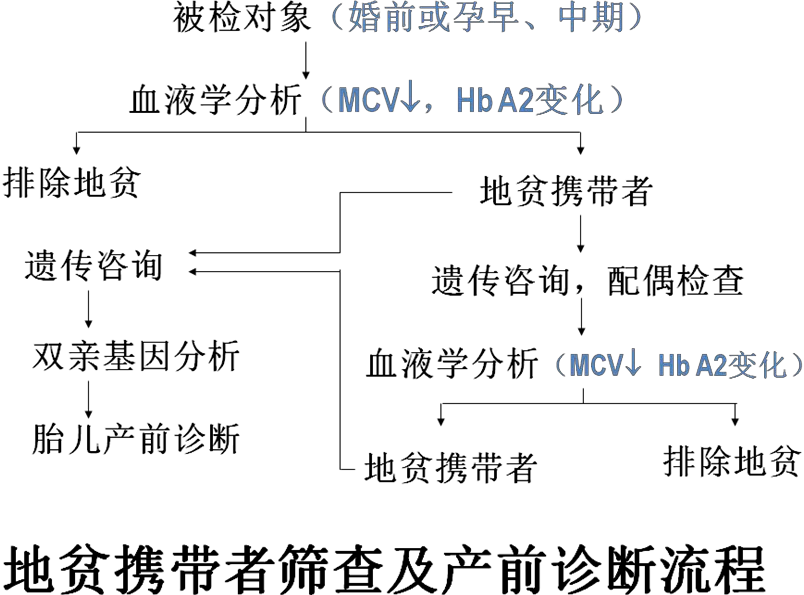 被检对象（婚前或孕早、中期）
血液学分析（MCV↓，Hb A2变化）
排除地贫
地贫携带者
遗传咨询
遗传咨询，配偶检查
双亲基因分析
血液学分析（MCV↓ Hb A2变化）
胎儿产前诊断
地贫携带者
排除地贫
地贫携带者筛查及产前诊断流程